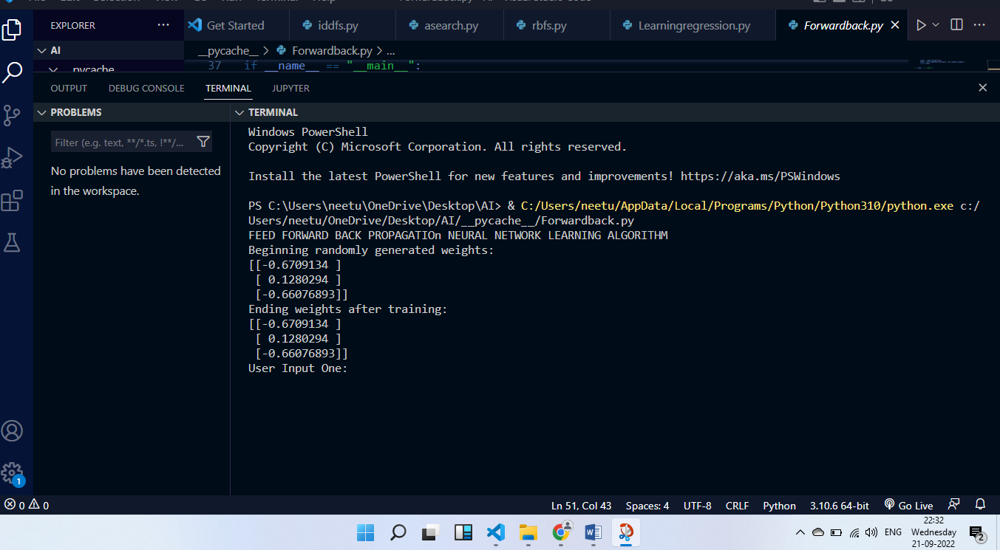 EXPLORER ... Get Started iddfs.py asearch.py rbfs.py Learningregression.py Forwardback.py
AI
__pycache__ > Forwardback.py > ...
pycache
37 if __name__ == "__main__":
OUTPUT DEBUG CONSOLE TERMINAL JUPYTER
PROBLEMS
Filter (e.g. text, **/*.ts, !**/...
No problems have been detected
in the workspace.
TERMINAL
Windows PowerShell
Copyright (C) Microsoft Corporation. All rights reserved.
Install the latest PowerShell for new features and improvements! https://aka.ms/PSWindows
PS C:\Users\neetu\OneDrive\Desktop\AI> & C:/Users/neetu/AppData/Local/Programs/Python/Python310/python.exe c:/
Users/neetu/OneDrive/Desktop/AI/__pycache__/Forwardback.py
FEED FORWARD BACK PROPAGATIOn NEURAL NETWORK LEARNING ALGORITHM
Beginning randomly generated weights:
[[-0.6709134 ]
[ 0.1280294 ]
[-0.66076893]]
Ending weights after training:
[[-0.6709134 ]
[ 0.1280294 ]
[-0.66076893]]
User Input One:
1
0 0 Ln 51, Col 43 Spaces: 4 UTF-8 CRLF Python 3.10.6 64-bit Go Live
ENG
22:32
Wednesday
21-09-2022
2